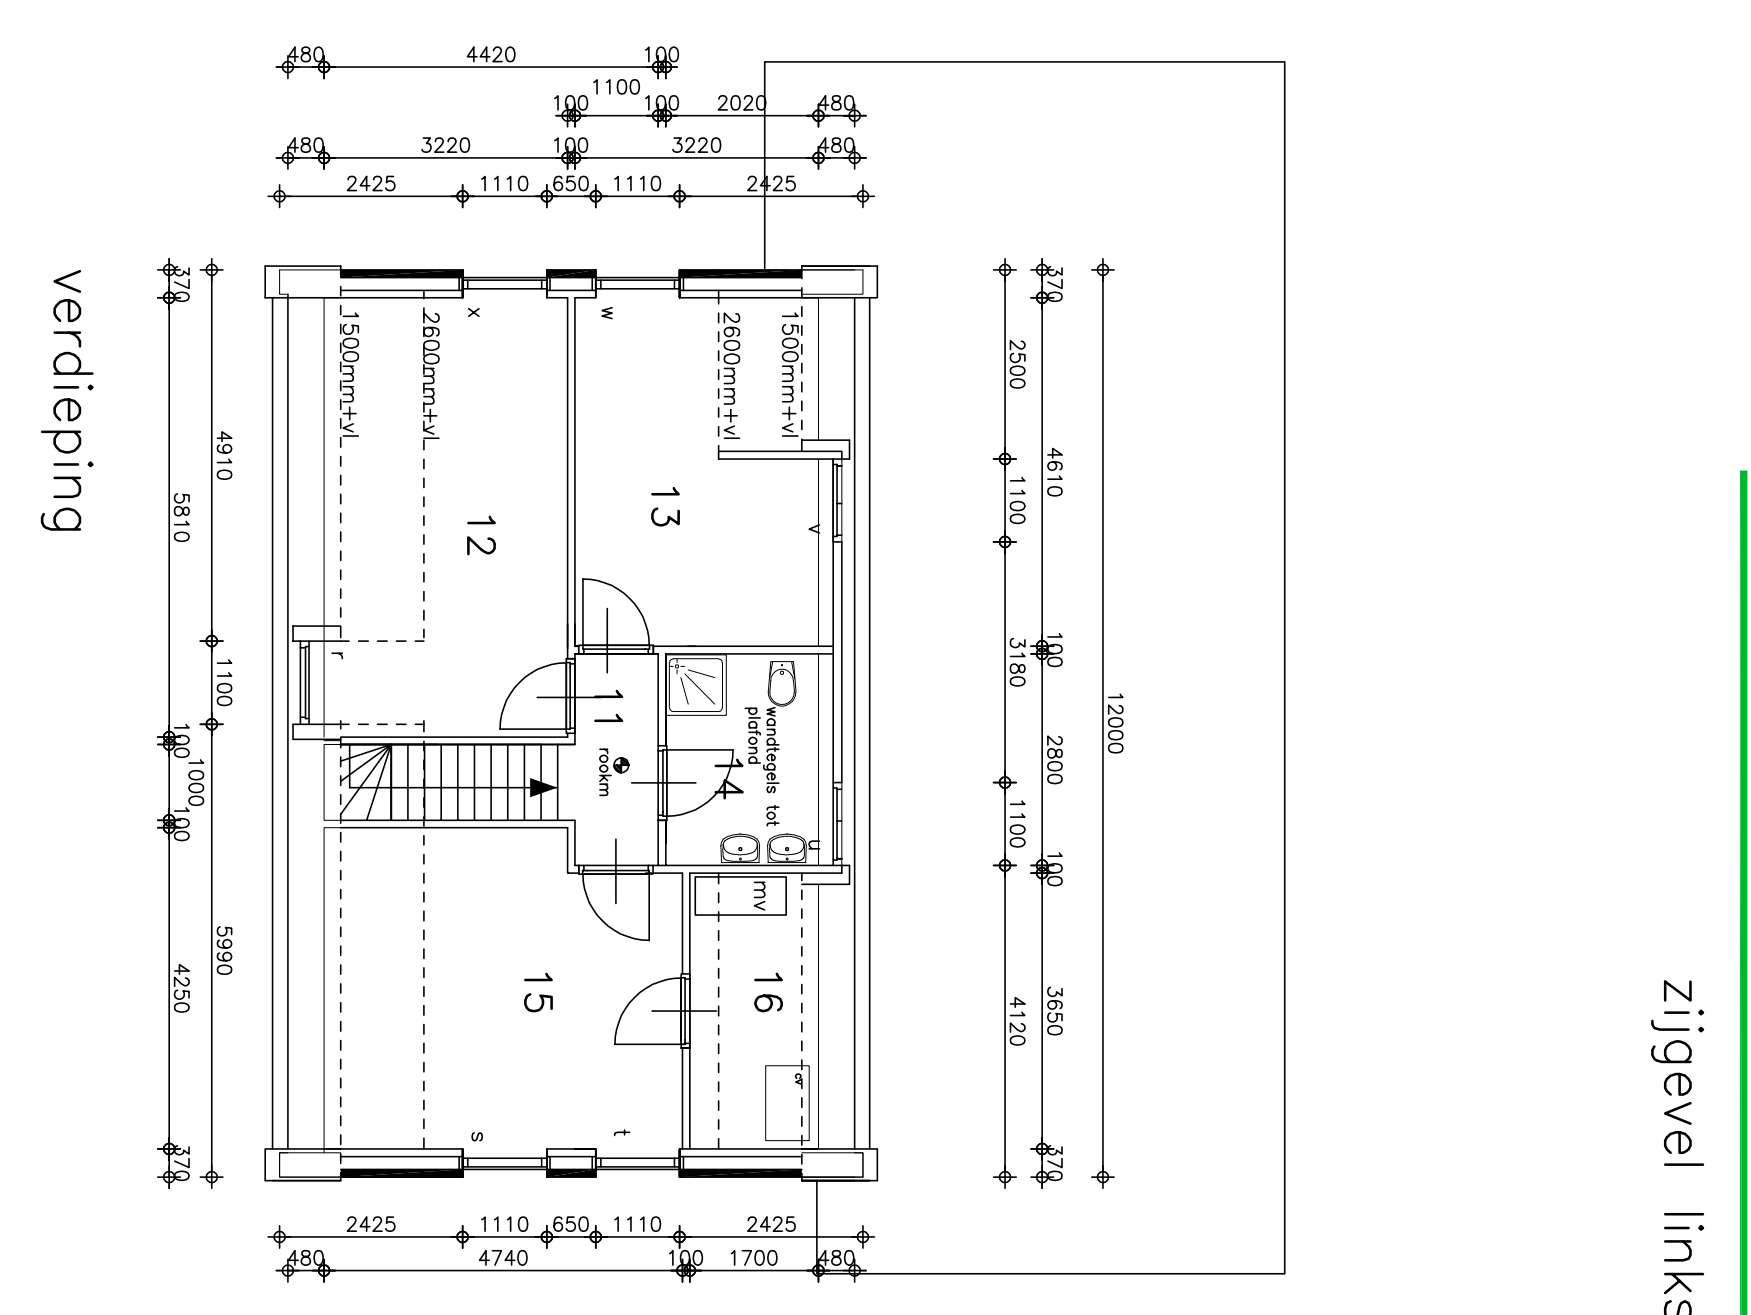 480 4420 100
1100
100 100 2020 480
480 3220 100 3220 480
2425 1110 650 1110 2425
verdieping
370
5810
100
1000
100
4250
370
4910
1100
5990
x
w
1500mm+vl
2600mm+vl
2600mm+vl
1500mm+vl
12
13
v
r
11
rookm
14
wandtegels tot
plafond
u
mv
15
16
cv
s
t
2500
1100
3180
1100
4120
370
4610
100
2800
100
3650
370
12000
2425 1110 650 1110 2425
480 4740 100 1700 480
zijgevel links